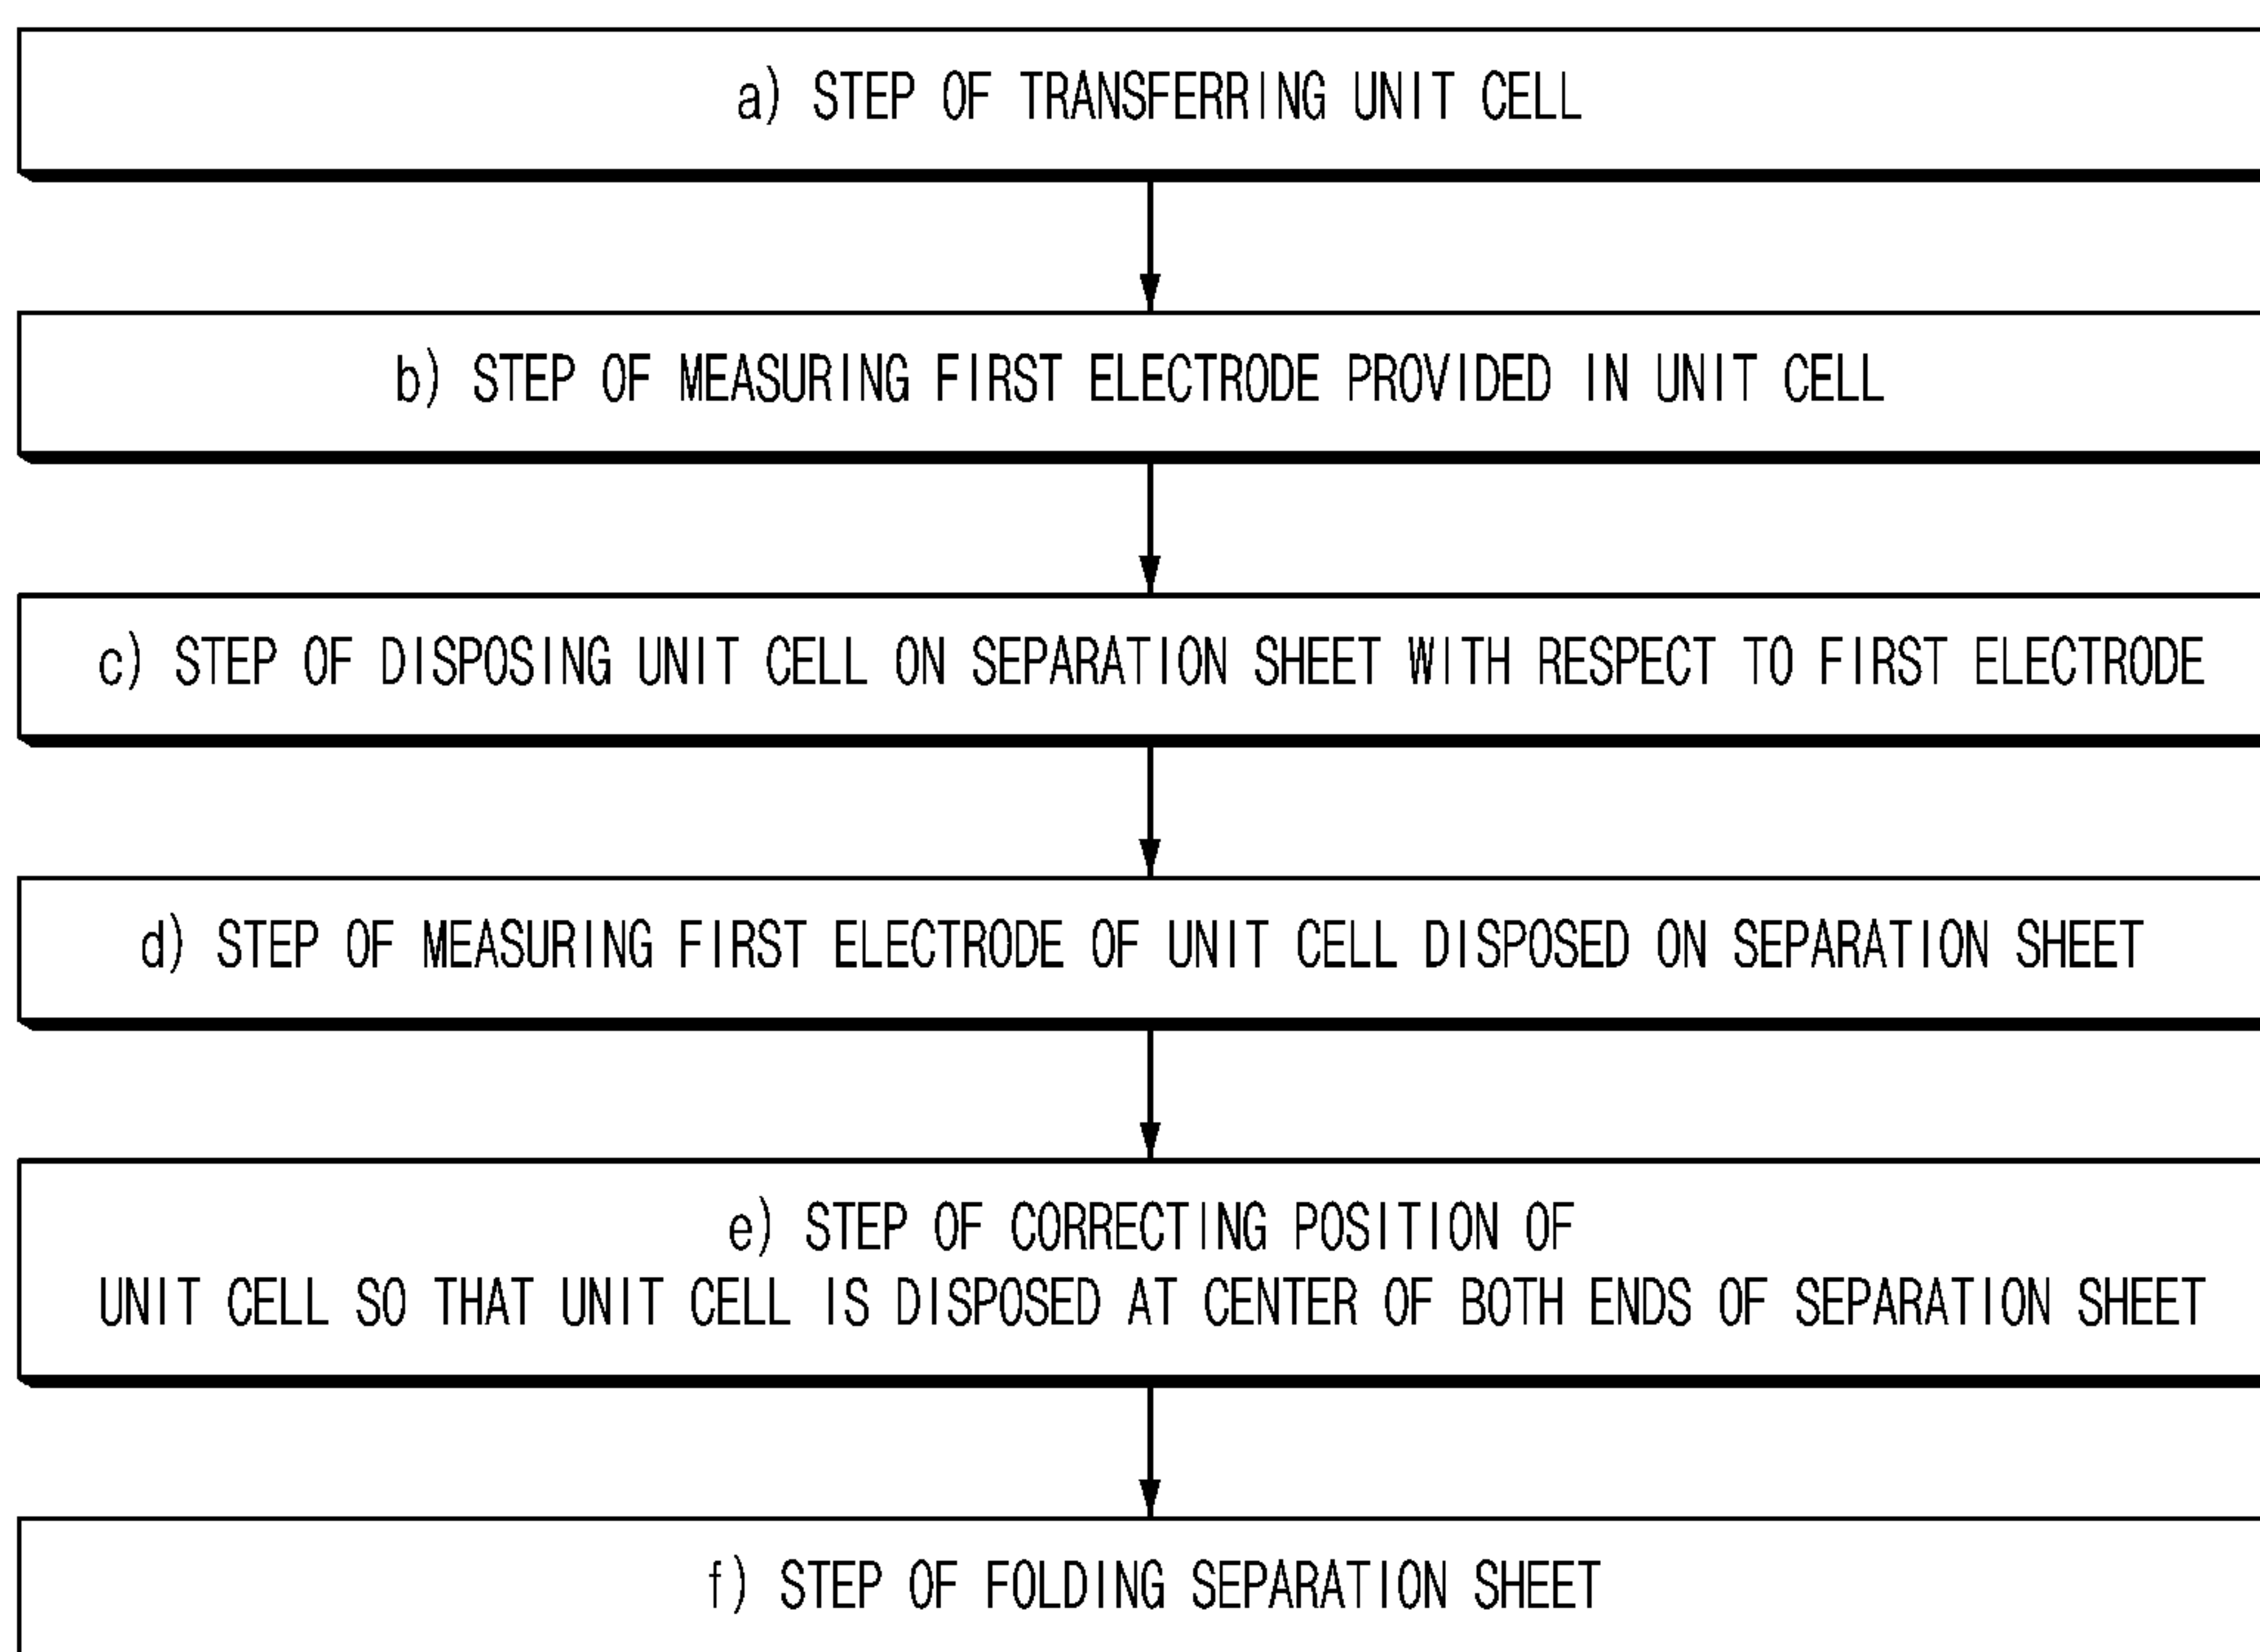 a) STEP OF TRANSFERRING UNIT CELL
b) STEP OF MEASURING FIRST ELECTRODE PROVIDED IN UNIT CELL
c) STEP OF DISPOSING UNIT CELL ON SEPARATION SHEET WITH RESPECT TO FIRST ELECTRODE
d) STEP OF MEASURING FIRST ELECTRODE OF UNIT CELL DISPOSED ON SEPARATION SHEET
e) STEP OF CORRECTING POSITION OF
UNIT CELL SO THAT UNIT CELL IS DISPOSED AT CENTER OF BOTH ENDS OF SEPARATION SHEET
f) STEP OF FOLDING SEPARATION SHEET